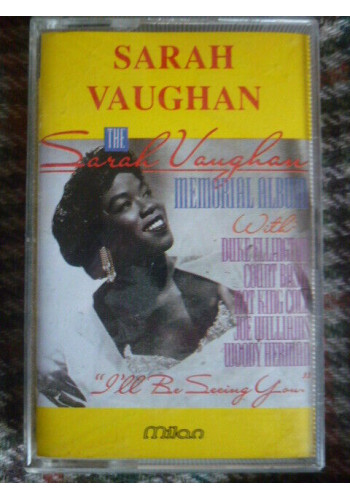 SARAH
VAUGHAN
THE
Sarah Vaughan
MEMORIAL ALBUM
With
DUKE ELLINGTON
COUNT BASIE
NAT KING COLE
JOE WILLIAMS
WOODY HERMAN
"I'll Be Seeing You"
Milan